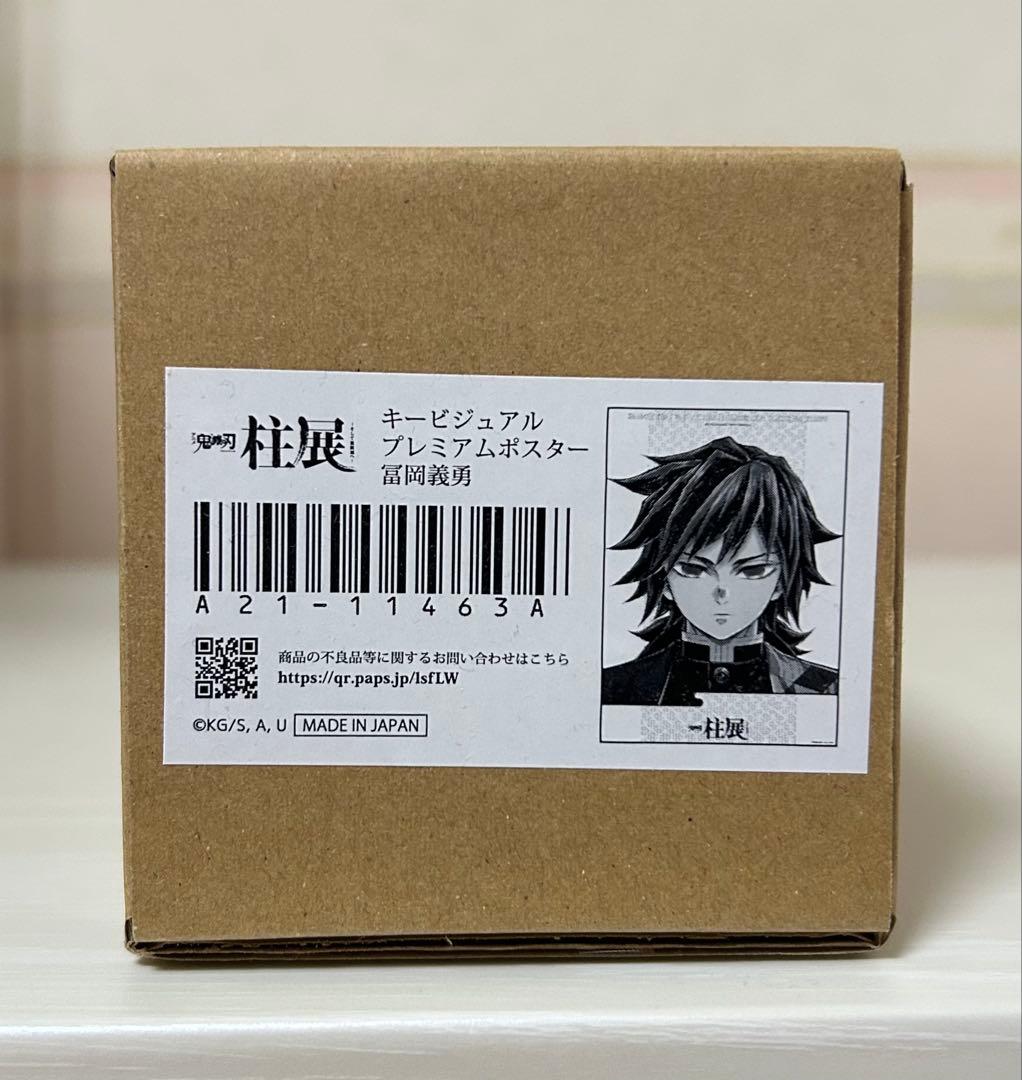 鬼滅の刃 柱展
キービジュアル
プレミアムポスター
冨岡義勇
A21-11463A
商品の不良品等に関するお問い合わせはこちら
https://qr.paps.jp/lsfLW
©KG/S, A, U MADE IN JAPAN
柱展